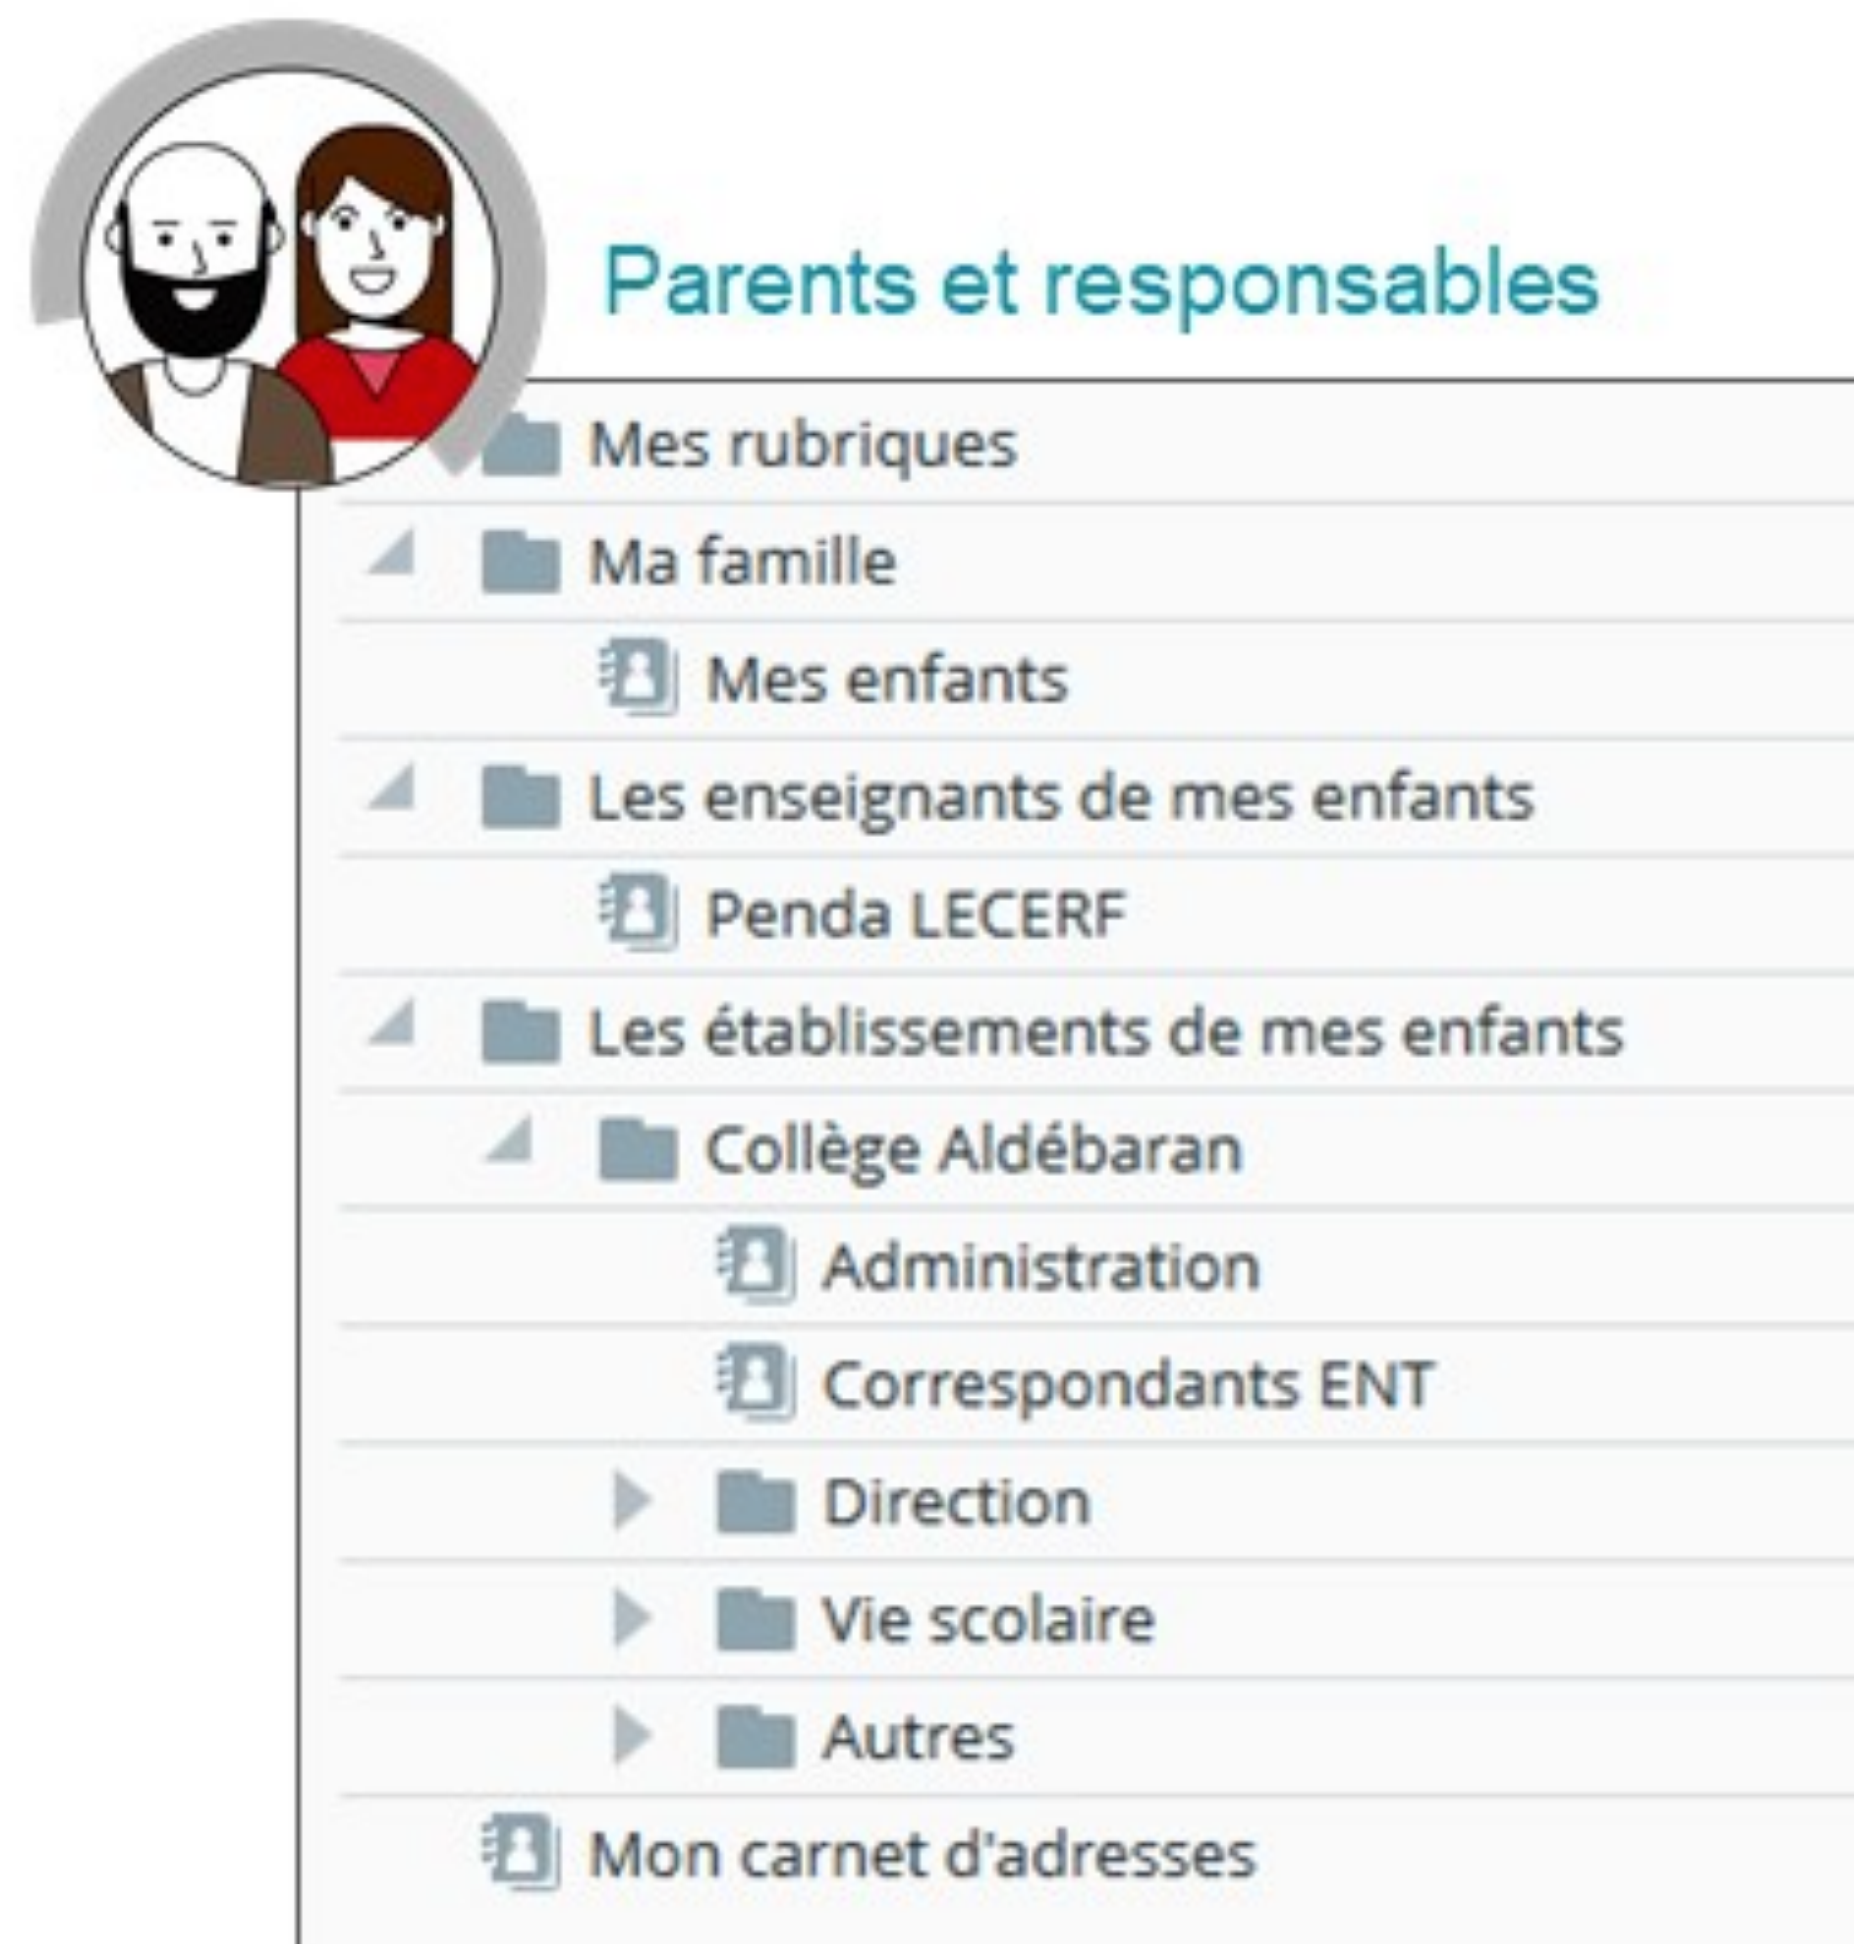 Parents et responsables
Mes rubriques
Ma famille
Mes enfants
Les enseignants de mes enfants
Penda LECERF
Les établissements de mes enfants
Collège Aldébaran
Administration
Correspondants ENT
Direction
Vie scolaire
Autres
Mon carnet d'adresses